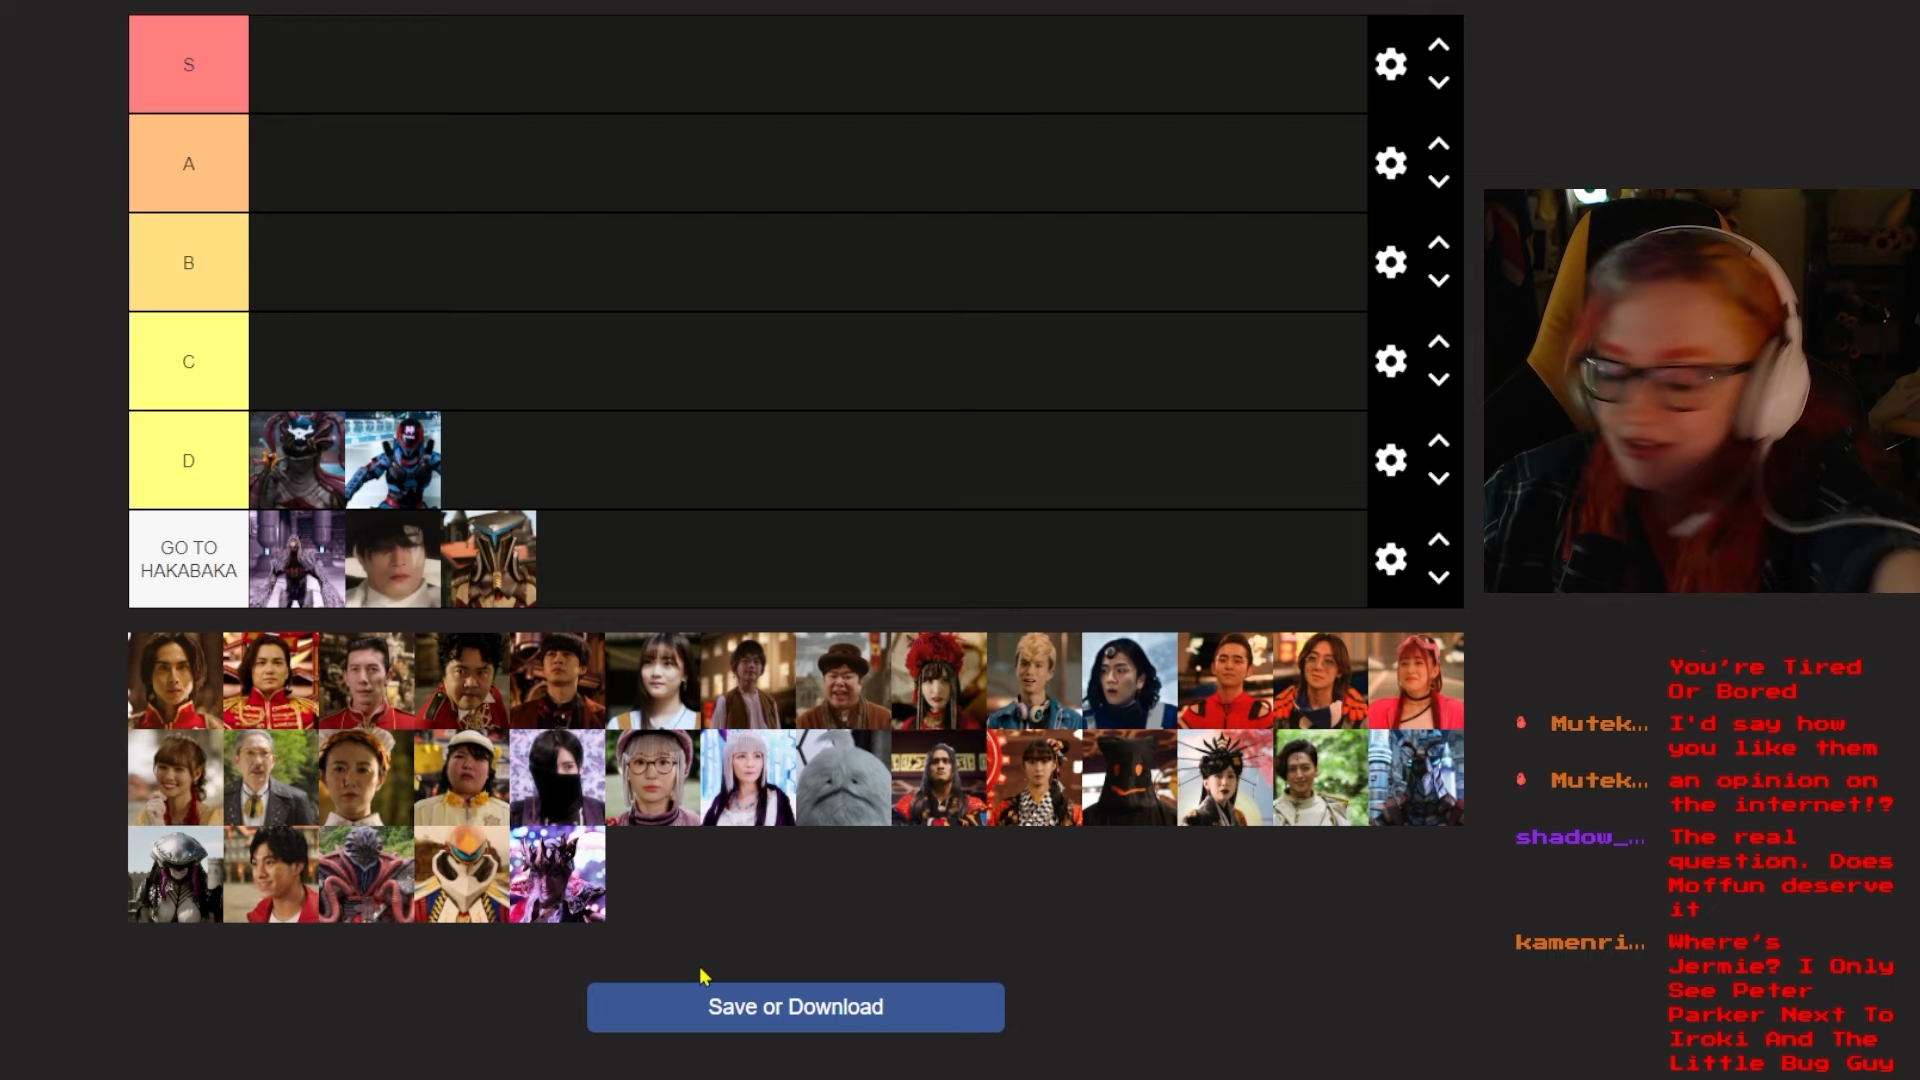 S
A
B
C
D
GO TO
HAKABAKA
Save or Download
You're Tired
Or Bored
Mutek… I'd say how
you like them
Mutek… an opinion on
the internet!?
shadow_… The real
question. Does
Moffun deserve
it
kamenri… Where's
Jermie? I Only
See Peter
Parker Next To
Iroki And The
Little Bug Guy